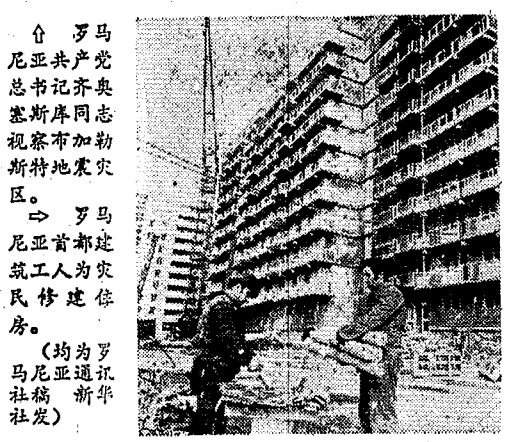 ⇧ 罗马
尼亚共产党
总书记齐奥
塞斯库同志
视察布加勒
斯特地震灾
区。
⇨ 罗马
尼亚首都建
筑工人为灾
民修建住
房。
（均为罗
马尼亚通讯
社稿 新华
社发）